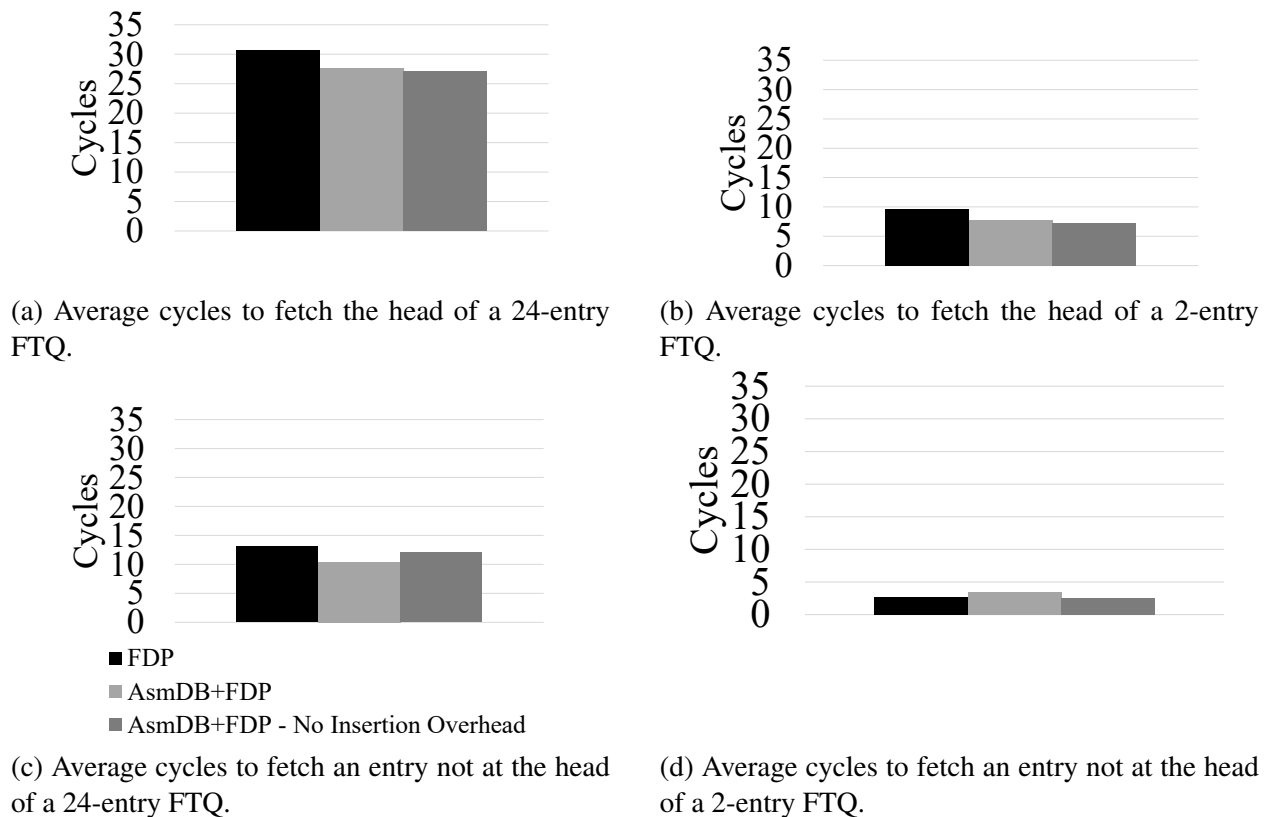 35
30
25
20
15
10
5
0
Cycles
(a) Average cycles to fetch the head of a 24-entry
FTQ.
35
30
25
20
15
10
5
0
Cycles
(b) Average cycles to fetch the head of a 2-entry
FTQ.
35
30
25
20
15
10
5
0
Cycles
FDP
AsmDB+FDP
AsmDB+FDP - No Insertion Overhead
(c) Average cycles to fetch an entry not at the head
of a 24-entry FTQ.
35
30
25
20
15
10
5
0
Cycles
(d) Average cycles to fetch an entry not at the head
of a 2-entry FTQ.